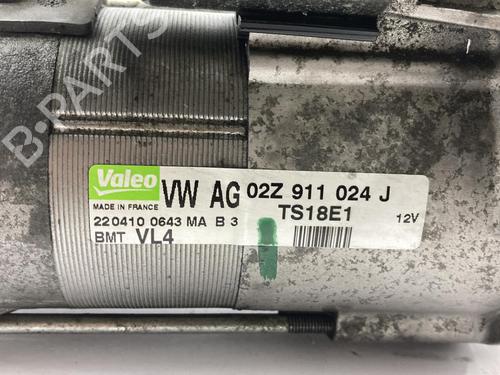 B-PARTS
Valeo
MADE IN FRANCE
VW AG 02Z 911 024 J
220410 0643 MA B 3 TS18E1 12V
BMT VL4